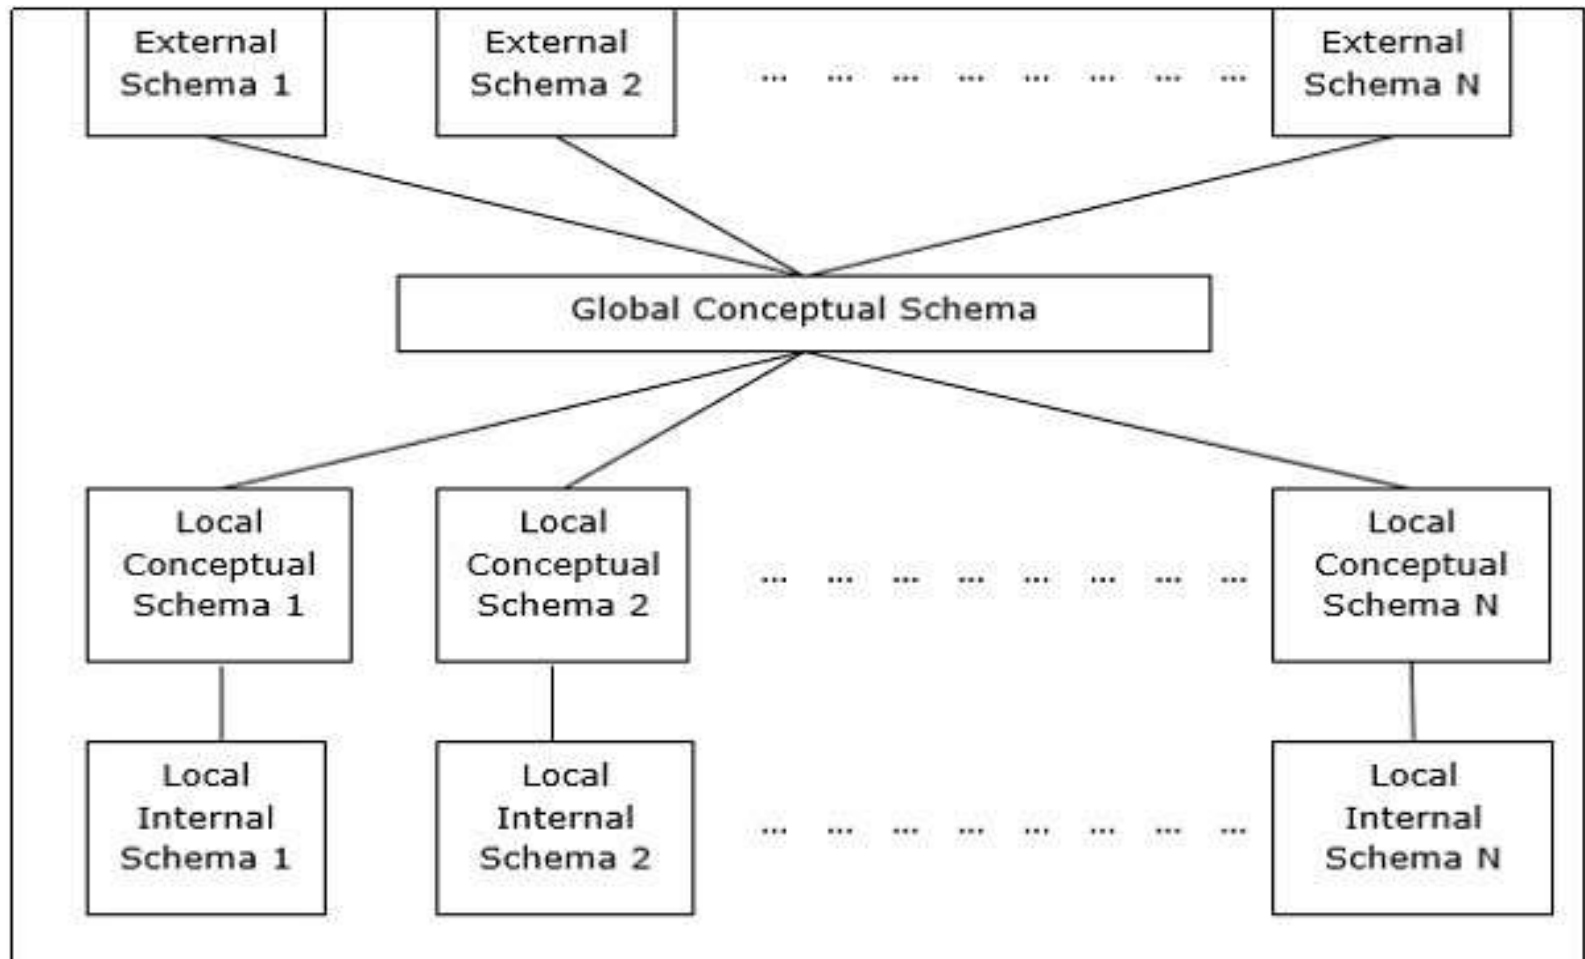 External
Schema 1
External
Schema 2
... ... ... ... ... ... ... ...
External
Schema N
Global Conceptual Schema
Local
Conceptual
Schema 1
Local
Conceptual
Schema 2
... ... ... ... ... ... ... ...
Local
Conceptual
Schema N
Local
Internal
Schema 1
Local
Internal
Schema 2
... ... ... ... ... ... ... ...
Local
Internal
Schema N